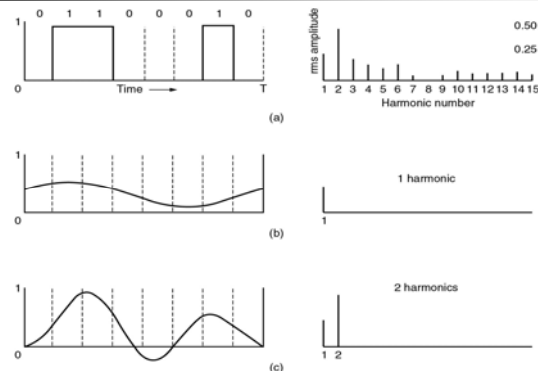 0 1 1 0 0 0 1 0
1
0
Time
T
rms amplitude
0.50
0.25
1 2 3 4 5 6 7 8 9 10 11 12 13 14 15
Harmonic number
(a)
1
0
1 harmonic
1
(b)
1
0
2 harmonics
1 2
(c)